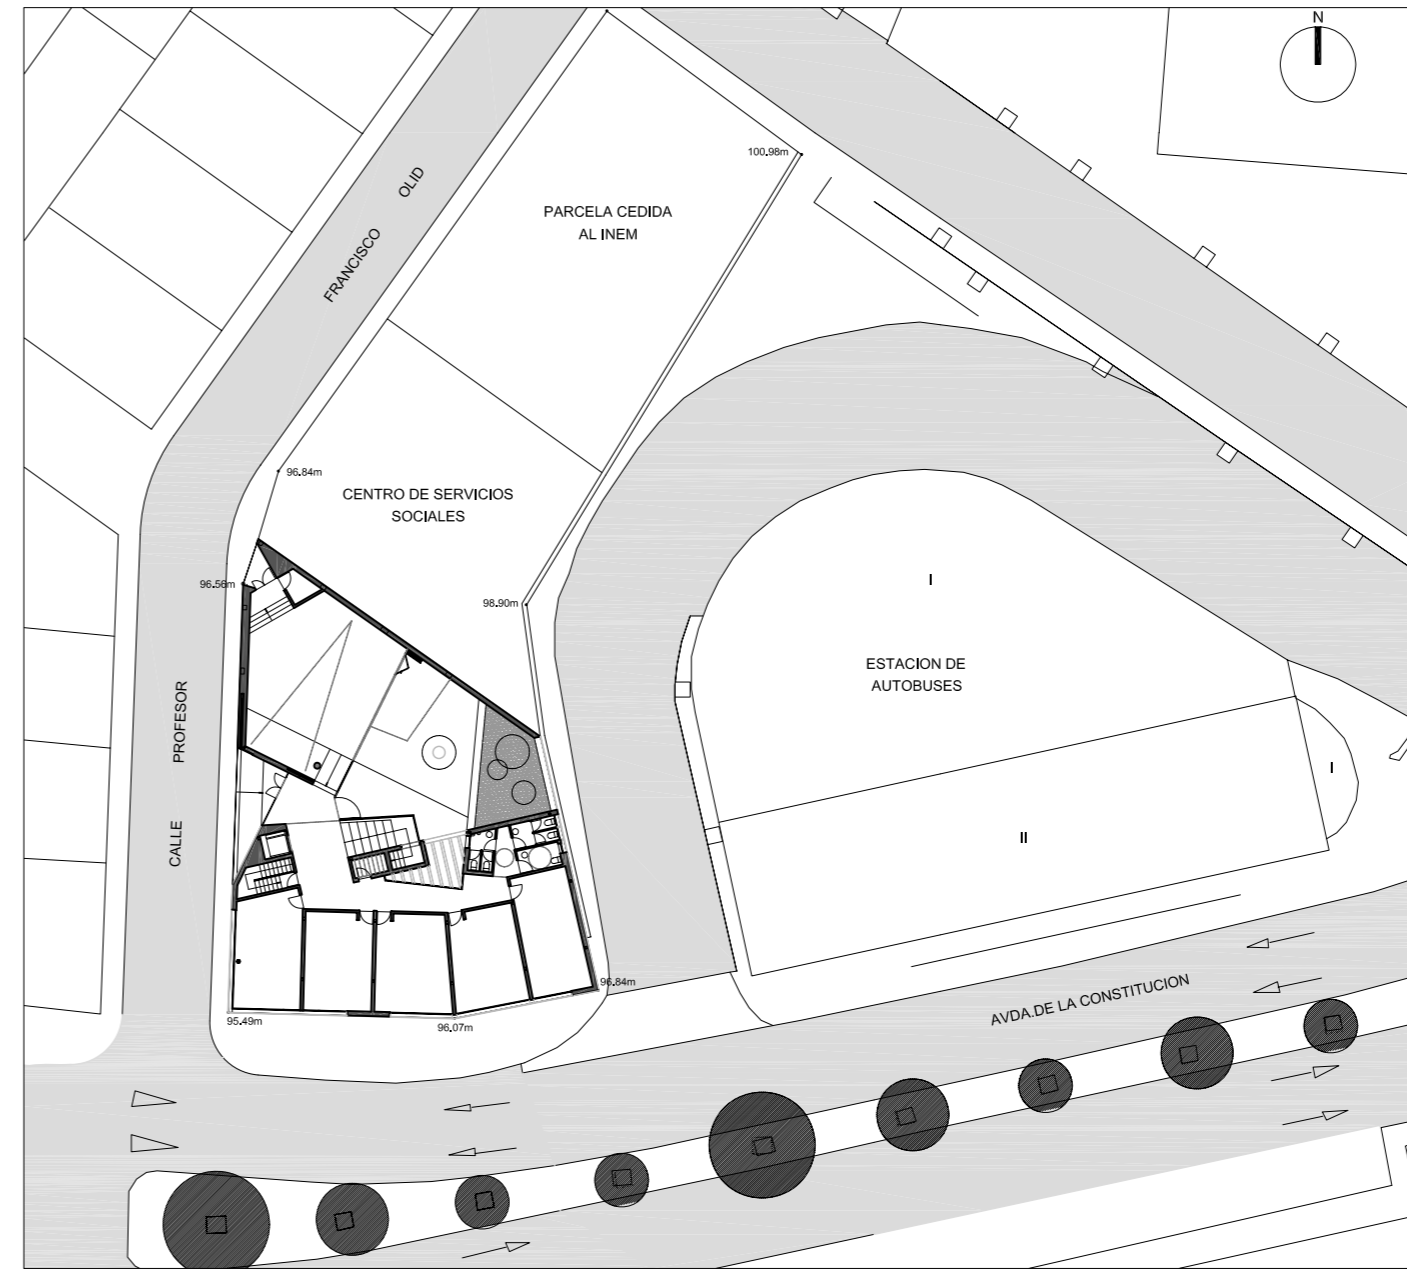 N
100.98m
PARCELA CEDIDA
AL INEM
CALLE PROFESOR FRANCISCO OLID
96.84m
CENTRO DE SERVICIOS
SOCIALES
96.56m
98.90m
I
ESTACION DE
AUTOBUSES
I
II
96.84m
95.49m
96.07m
AVDA.DE LA CONSTITUCION